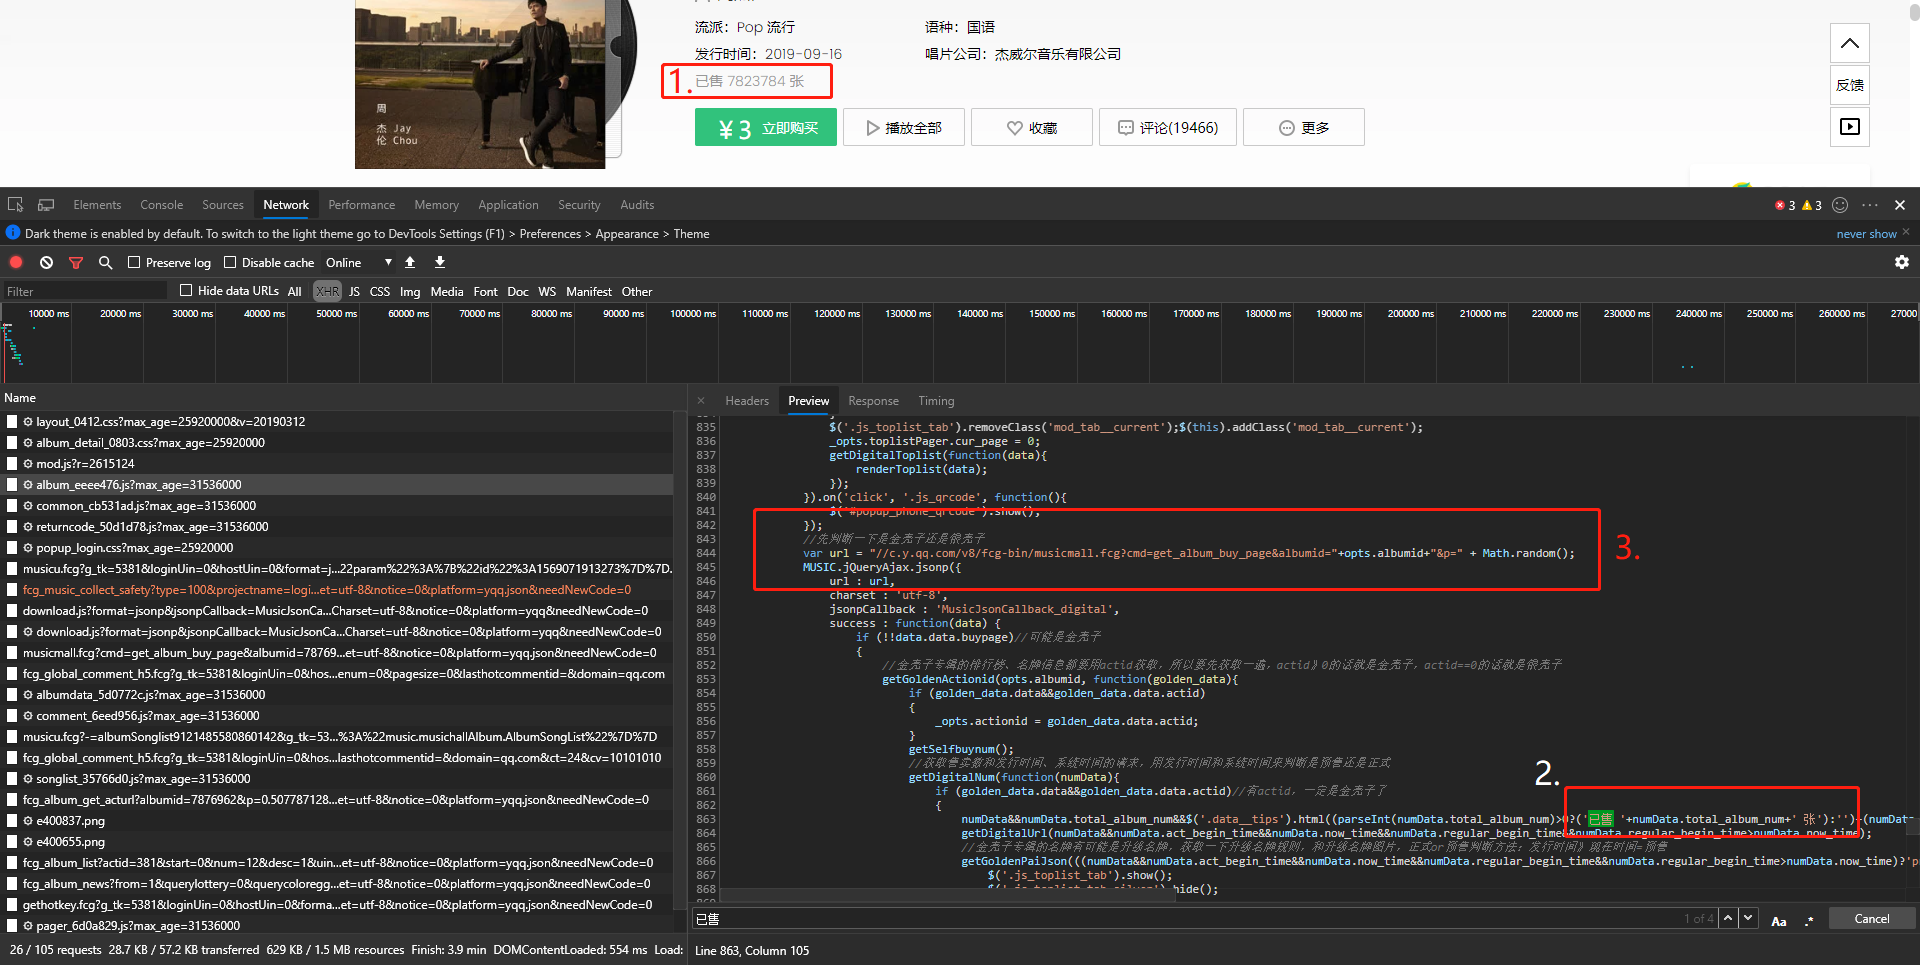 流派：Pop 流行 语种：国语
发行时间：2019-09-16 唱片公司：杰威尔音乐有限公司
1. 已售 7823784 张
¥3 立即购买 播放全部 收藏 评论(19466) 更多
反馈
周
杰 Jay
伦 Chou
Elements Console Sources Network Performance Memory Application Security Audits 3 3
Dark theme is enabled by default. To switch to the light theme go to DevTools Settings (F1) > Preferences > Appearance > Theme never show
Preserve log Disable cache Online
Filter Hide data URLs All XHR JS CSS Img Media Font Doc WS Manifest Other
10000 ms 20000 ms 30000 ms 40000 ms 50000 ms 60000 ms 70000 ms 80000 ms 90000 ms 100000 ms 110000 ms 120000 ms 130000 ms 140000 ms 150000 ms 160000 ms 170000 ms 180000 ms 190000 ms 200000 ms 210000 ms 220000 ms 230000 ms 240000 ms 250000 ms 260000 ms 27000
Name
layout_0412.css?max_age=25920000&v=20190312
album_detail_0803.css?max_age=25920000
mod.js?r=2615124
album_eeee476.js?max_age=31536000
common_cb531ad.js?max_age=31536000
returncode_50d1d78.js?max_age=31536000
popup_login.css?max_age=25920000
musicu.fcg?g_tk=5381&loginUin=0&hostUin=0&format=j...22param%22%3A%7B%22id%22%3A1569071913273%7D%7D.
fcg_music_collect_safety?type=100&projectname=logi...et=utf-8&notice=0&platform=yqq&needNewCode=0
download.js?format=jsonp&jsonpCallback=MusicJsonCa...Charset=utf-8&notice=0&platform=yqq&needNewCode=0
download.js?format=jsonp&jsonpCallback=MusicJsonCa...Charset=utf-8&notice=0&platform=yqq&needNewCode=0
musicmall.fcg?cmd=get_album_buy_page&albumid=78769...et=utf-8&notice=0&platform=yqq.json&needNewCode=0
fcg_global_comment_h5.fcg?g_tk=5381&loginUin=0&hos...enum=0&pagesize=0&lasthotcommentid=&domain=qq.com
albumdata_5d0772c.js?max_age=31536000
comment_6eed956.js?max_age=31536000
musicu.fcg?-=albumSonglist9121485580860142&g_tk=53...%3A%22music.musichallAlbum.AlbumSongList%22%7D%7D
fcg_global_comment_h5.fcg?g_tk=5381&loginUin=0&hos...lasthotcommentid=&domain=qq.com&ct=24&cv=10101010
songlist_35766d0.js?max_age=31536000
fcg_album_get_acturl?albumid=7876962&p=0.507787128...et=utf-8&notice=0&platform=yqq.json&needNewCode=0
e400837.png
e400655.png
fcg_album_list?actid=381&start=0&num=12&desc=1&uin...et=utf-8&notice=0&platform=yqq.json&needNewCode=0
fcg_album_news?from=1&querylottery=0&querycoloregg...et=utf-8&notice=0&platform=yqq.json&needNewCode=0
gethotkey.fcg?g_tk=5381&loginUin=0&hostUin=0&forma...et=utf-8&notice=0&platform=yqq.json&needNewCode=0
pager_6d0a829.js?max_age=31536000
26 / 105 requests 28.7 KB / 57.2 KB transferred 629 KB / 1.5 MB resources Finish: 3.9 min DOMContentLoaded: 554 ms Load:
Headers Preview Response Timing
835 $('.js_toplist_tab').removeClass('mod_tab__current');$(this).addClass('mod_tab__current');
836 _opts.toplistPager.cur_page = 0;
837 getDigitalToplist(function(data){
838 renderToplist(data);
839 });
840 }).on('click', '.js_qrcode', function(){
841 $('#popup_phone_qrcode').show();
842 });
843 //先判断一下是金壳子还是银壳子
844 var url = "//c.y.qq.com/v8/fcg-bin/musicmall.fcg?cmd=get_album_buy_page&albumid="+opts.albumid+"&p=" + Math.random();
3.
845 MUSIC.jQueryAjax.jsonp({
846 url : url,
847 charset : 'utf-8',
848 jsonpCallback : 'MusicJsonCallback_digital',
849 success : function(data) {
850 if (!!data.data.buypage)//可能是金壳子
851 {
852 //金壳子专辑的排行榜、名牌信息都要用actid获取，所以要先获取一遍，actid》0的话就是金壳子，actid==0的话就是银壳子
853 getGoldenActionid(opts.albumid, function(golden_data){
854 if (golden_data.data&&golden_data.data.actid)
855 {
856 _opts.actionid = golden_data.data.actid;
857 }
858 getSelfbuynum();
859 //获取售卖数和发行时间、系统时间的请求，用发行时间和系统时间来判断是预售还是正式
2.
860 getDigitalNum(function(numData){
861 if (golden_data.data&&golden_data.data.actid)//有actid，一定是金壳子了
862 {
863 numData&&numData.total_album_num&&$('.data__tips').html((parseInt(numData.total_album_num)>0?('已售 '+numData.total_album_num+' 张'):'')+(numData
864 getDigitalUrl(numData&&numData.act_begin_time&&numData.now_time&&numData.regular_begin_time&&numData.regular_begin_time>numData.now_time);
865 //金壳子专辑的名牌有可能是升级名牌，获取一下升级名牌规则，和升级名牌图片，正式or预售判断方法：发行时间》现在时间=预售
866 getGoldenPaiJson(((numData&&numData.act_begin_time&&numData.now_time&&numData.regular_begin_time&&numData.regular_begin_time>numData.now_time)?'p
867 $('.js_toplist_tab').show();
868 $('.js_toplist_tab_silver').hide();
已售 1 of 4 Aa .* Cancel
Line 863, Column 105